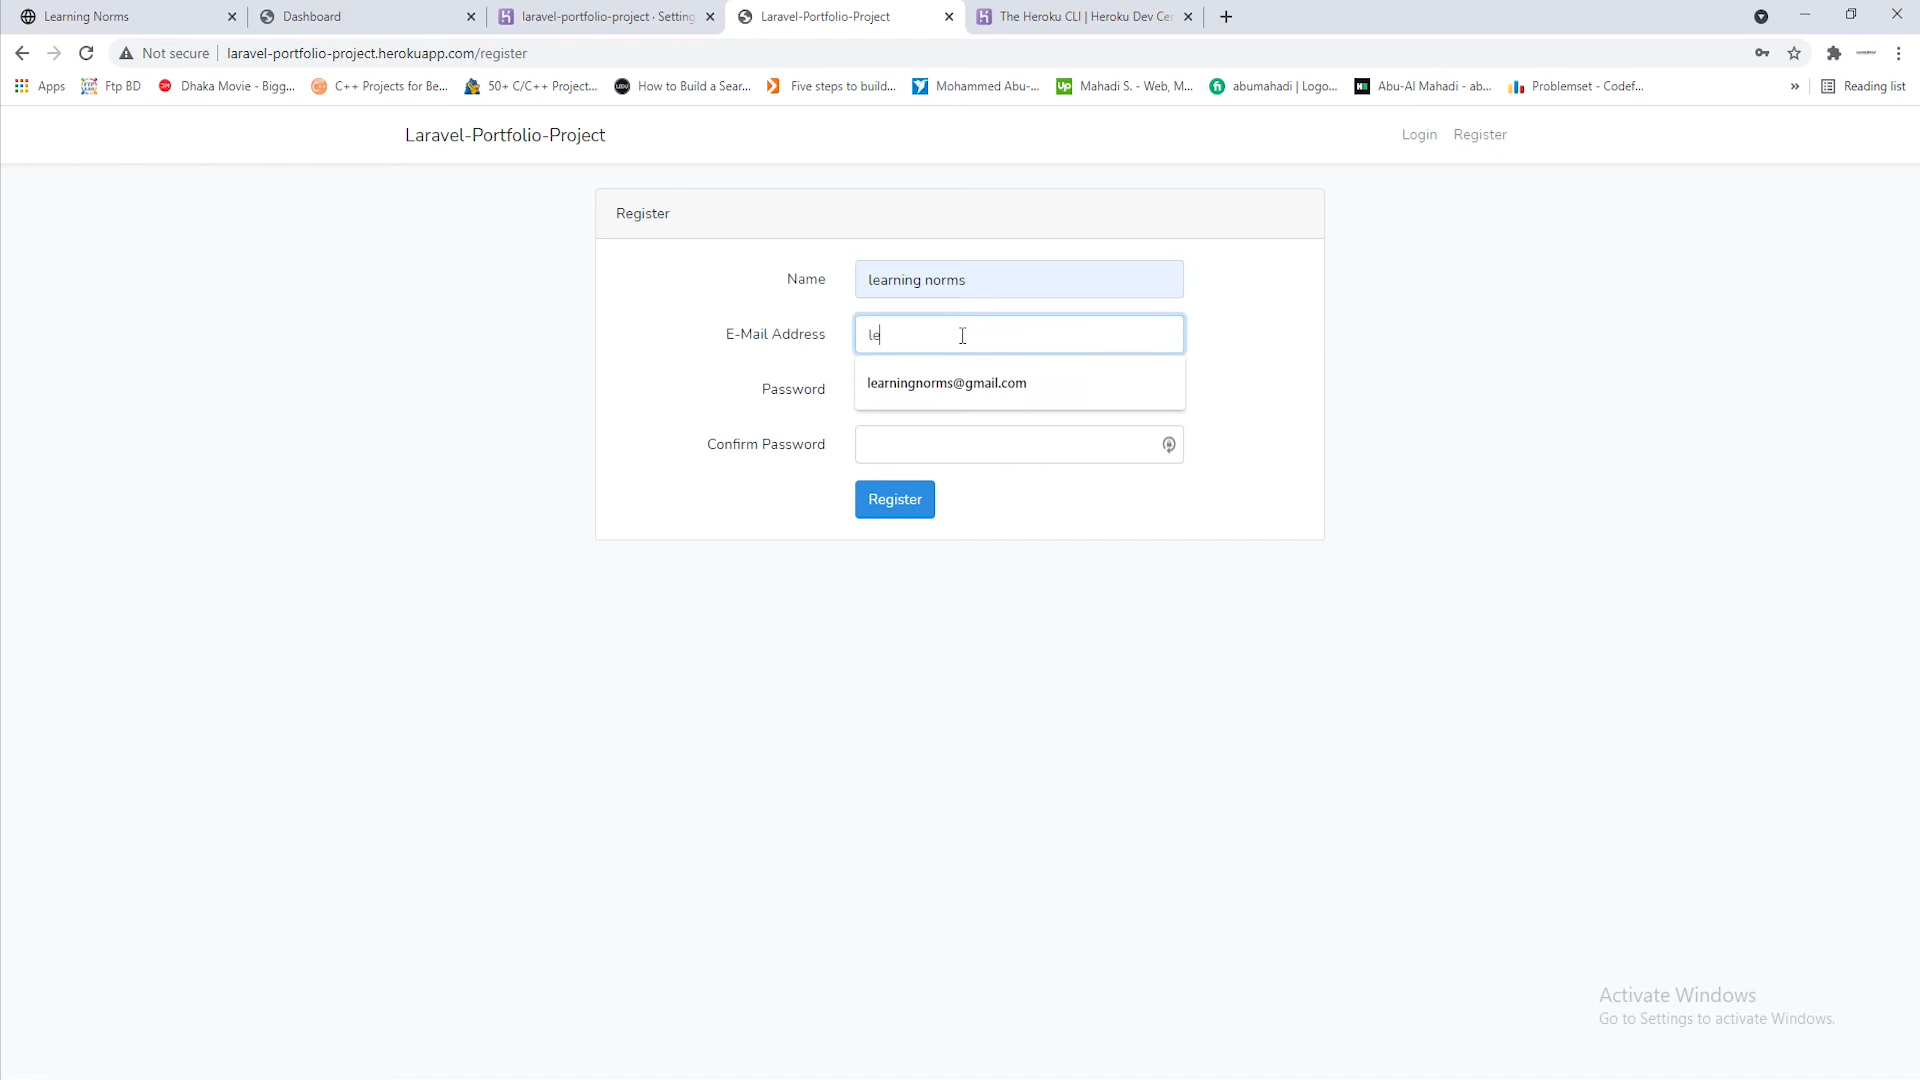 Learning Norms
Dashboard
laravel-portfolio-project · Setting
Laravel-Portfolio-Project
The Heroku CLI | Heroku Dev Cer
Not secure
laravel-portfolio-project.herokuapp.com/register
Apps
Ftp BD
Dhaka Movie - Bigg...
C++ Projects for Be...
50+ C/C++ Project...
How to Build a Sear...
Five steps to build...
Mohammed Abu-...
Mahadi S. - Web, M...
abumahadi | Logo...
Abu-Al Mahadi - ab...
Problemset - Codef...
»
Reading list
Laravel-Portfolio-Project
Login
Register
Register
Name
learning norms
E-Mail Address
le
learningnorms@gmail.com
Password
Confirm Password
Register
Activate Windows
Go to Settings to activate Windows.